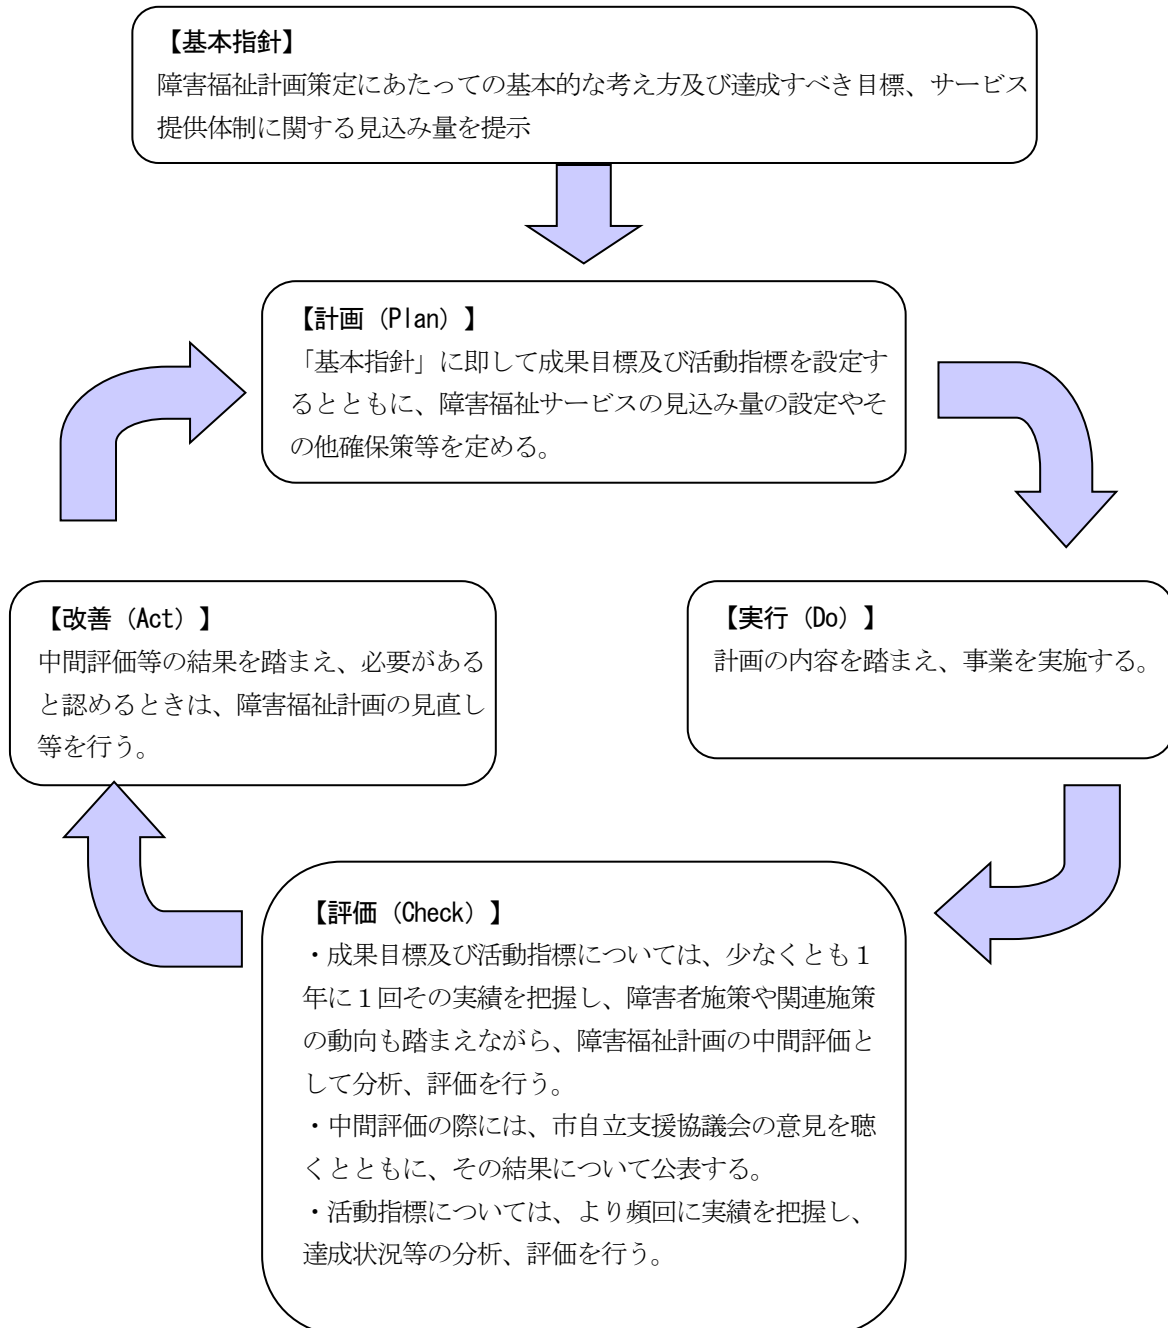 【基本指針】
障害福祉計画策定にあたっての基本的な考え方及び達成すべき目標、サービス
提供体制に関する見込み量を提示
【計画（Plan）】
「基本指針」に即して成果目標及び活動指標を設定す
るとともに、障害福祉サービスの見込み量の設定やそ
の他確保策等を定める。
【改善（Act）】
中間評価等の結果を踏まえ、必要がある
と認めるときは、障害福祉計画の見直し
等を行う。
【実行（Do）】
計画の内容を踏まえ、事業を実施する。
【評価（Check）】
・成果目標及び活動指標については、少なくとも１
年に１回その実績を把握し、障害者施策や関連施策
の動向も踏まえながら、障害福祉計画の中間評価と
して分析、評価を行う。
・中間評価の際には、市自立支援協議会の意見を聴
くとともに、その結果について公表する。
・活動指標については、より頻回に実績を把握し、
達成状況等の分析、評価を行う。